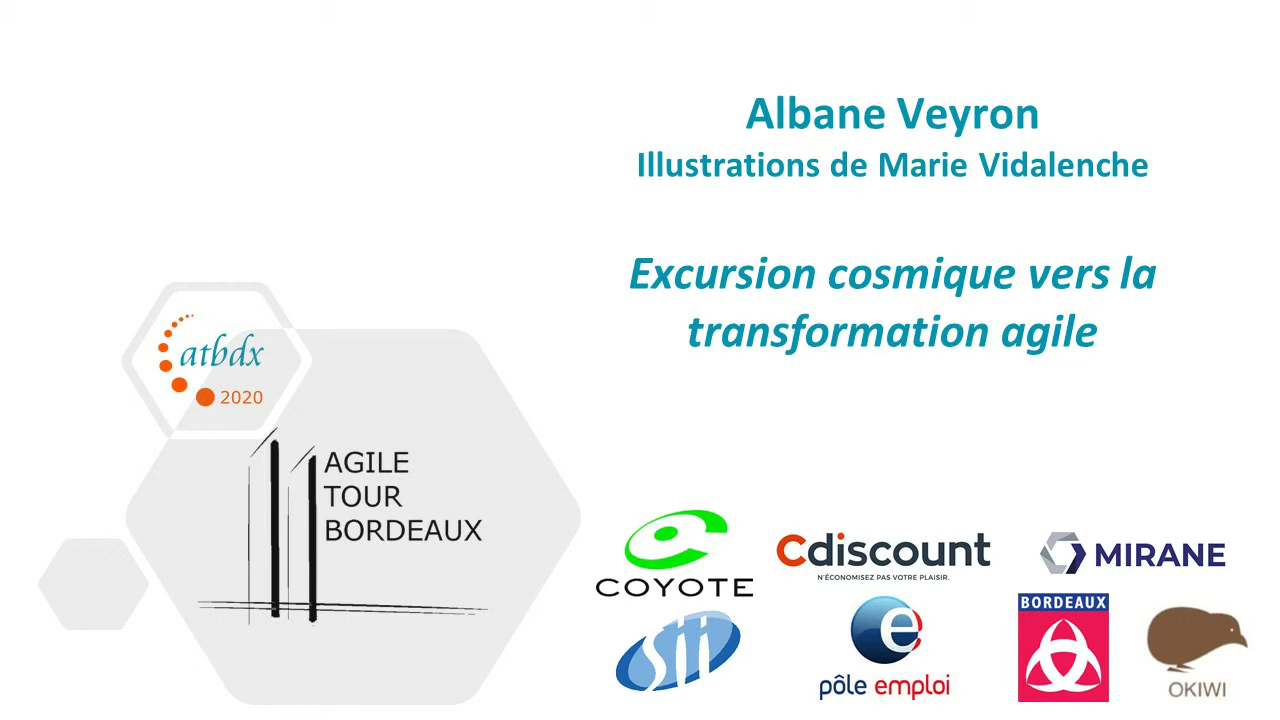 Albane Veyron
Illustrations de Marie Vidalenche
Excursion cosmique vers la
transformation agile
atbdx
2020
AGILE
TOUR
BORDEAUX
COYOTE
Cdiscount
N'ÉCONOMISEZ PAS VOTRE PLAISIR.
MIRANE
sii
e
pôle emploi
BORDEAUX
OKIWI